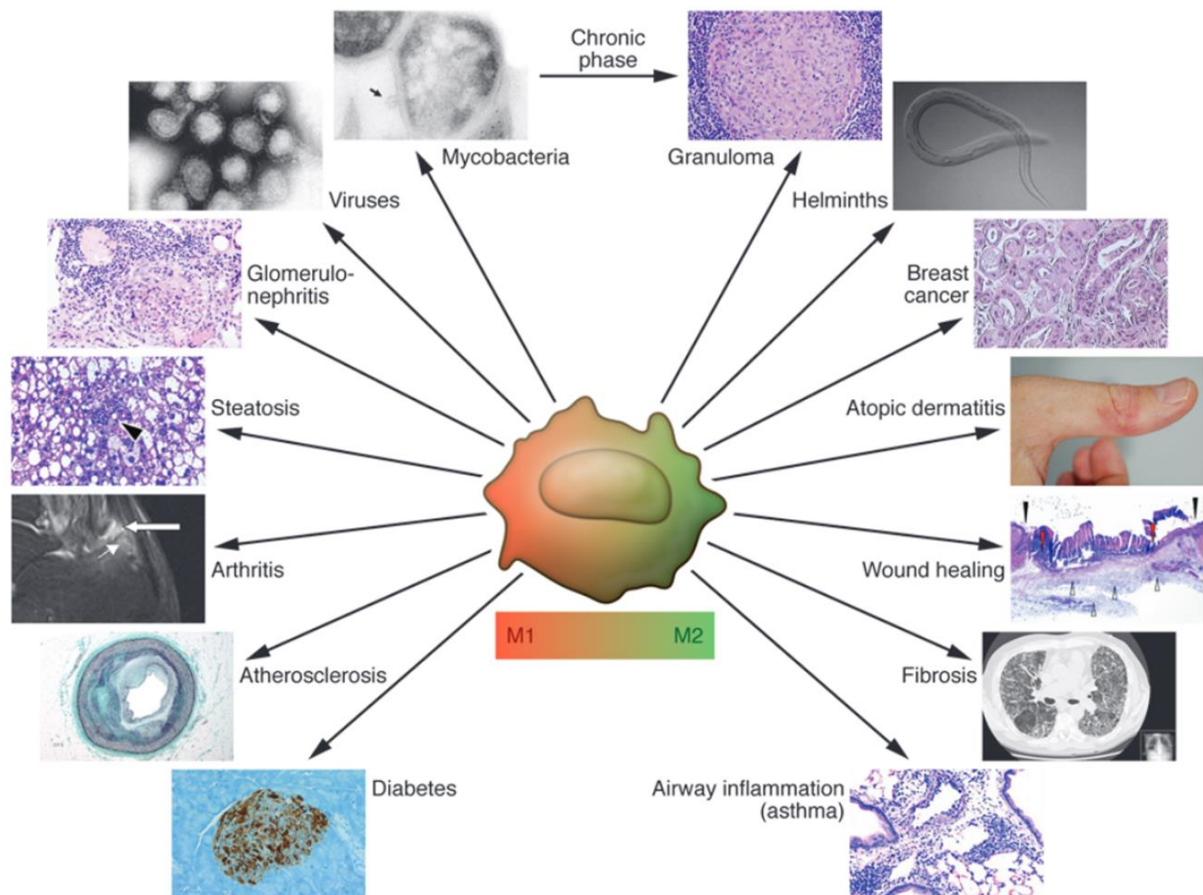 Chronic
phase
Mycobacteria
Granuloma
Viruses
Helminths
Glomerulo-
nephritis
Breast
cancer
Steatosis
Atopic dermatitis
Arthritis
Wound healing
M1
M2
Atherosclerosis
Fibrosis
Diabetes
Airway inflammation
(asthma)